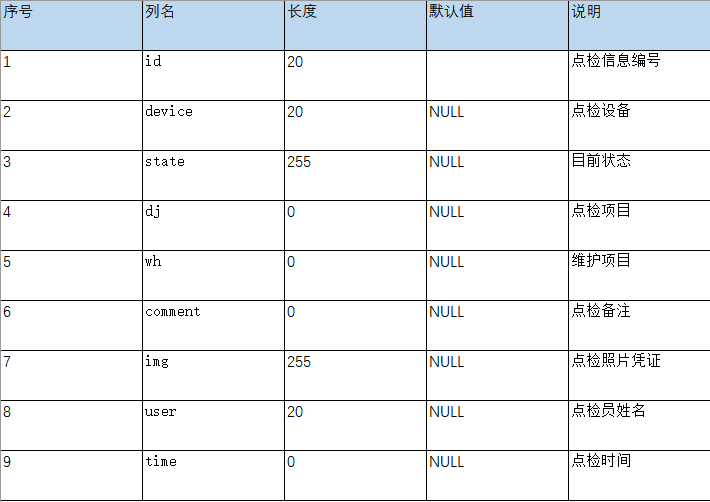 序号 列名 长度 默认值 说明
1 id 20 点检信息编号
2 device 20 NULL 点检设备
3 state 255 NULL 目前状态
4 dj 0 NULL 点检项目
5 wh 0 NULL 维护项目
6 comment 0 NULL 点检备注
7 img 255 NULL 点检照片凭证
8 user 20 NULL 点检员姓名
9 time 0 NULL 点检时间